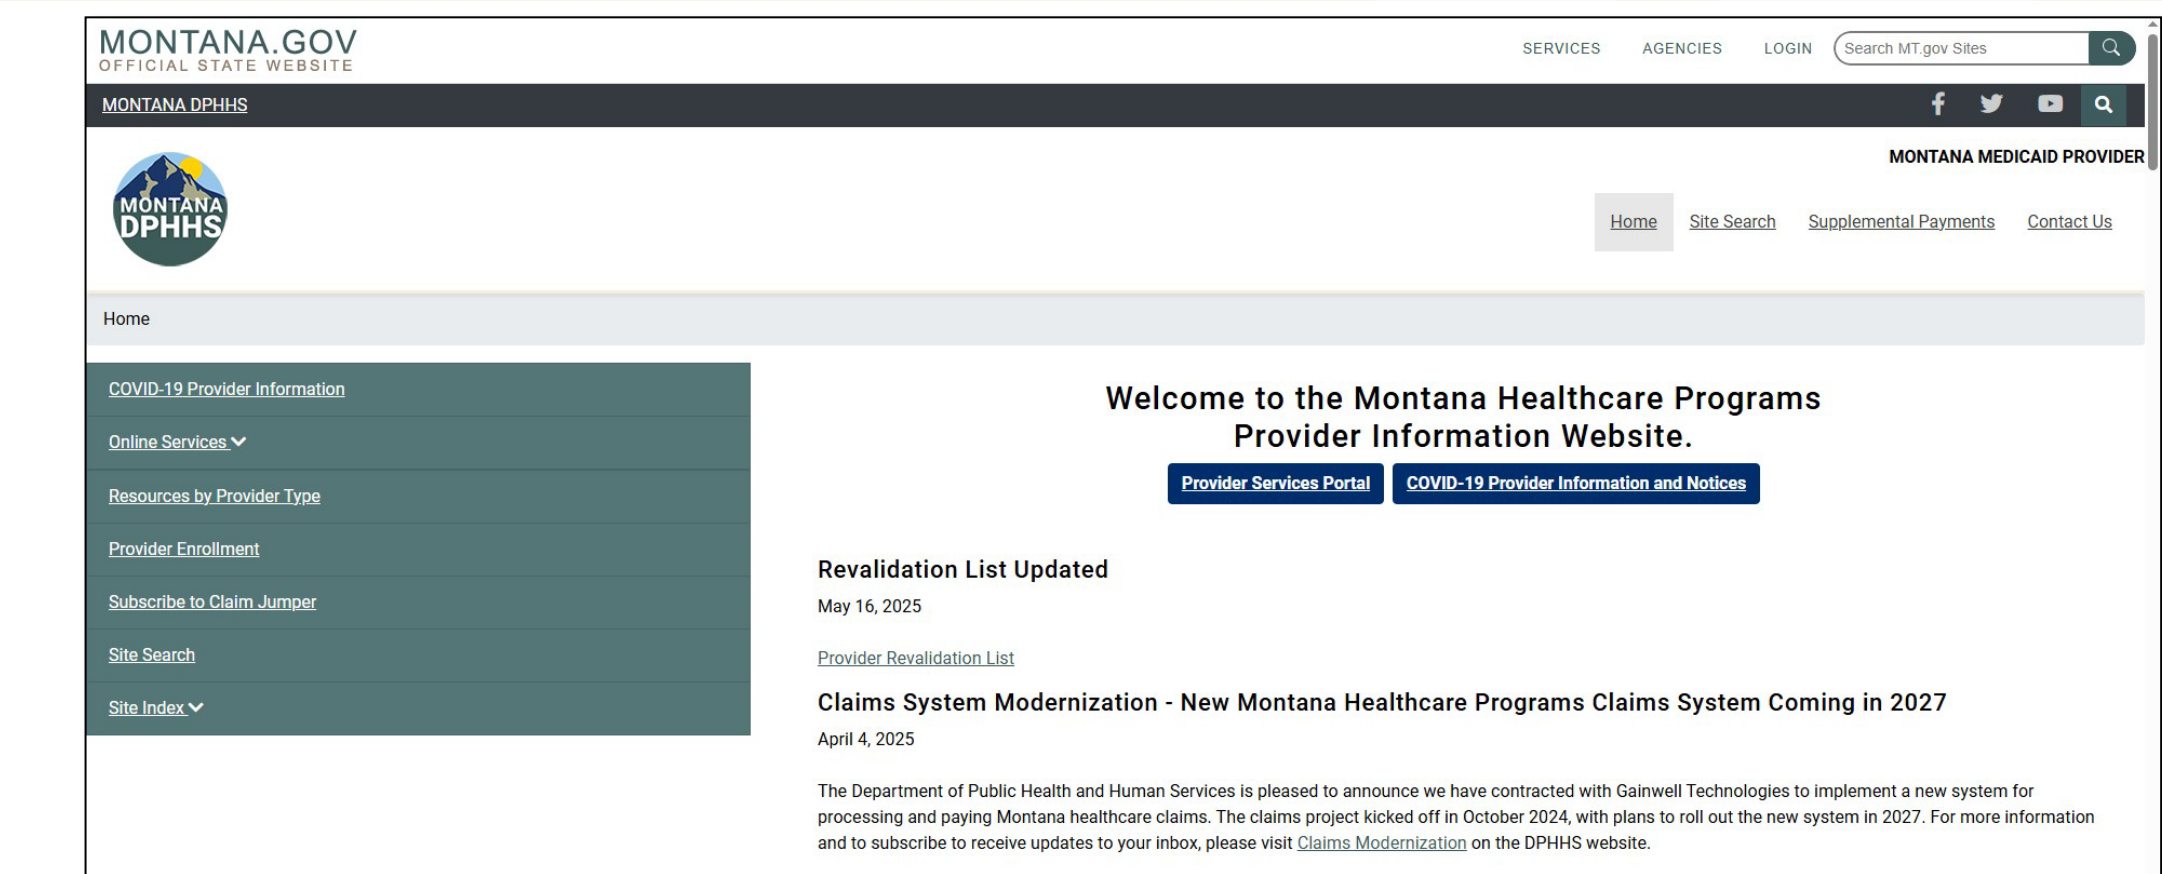 MONTANA.GOV
OFFICIAL STATE WEBSITE
SERVICES
AGENCIES
LOGIN
Search MT.gov Sites
MONTANA DPHHS
MONTANA
DPHHS
MONTANA MEDICAID PROVIDER
Home
Site Search
Supplemental Payments
Contact Us
Home
COVID-19 Provider Information
Online Services
Resources by Provider Type
Provider Enrollment
Subscribe to Claim Jumper
Site Search
Site Index
Welcome to the Montana Healthcare Programs
Provider Information Website.
Provider Services Portal
COVID-19 Provider Information and Notices
Revalidation List Updated
May 16, 2025
Provider Revalidation List
Claims System Modernization - New Montana Healthcare Programs Claims System Coming in 2027
April 4, 2025
The Department of Public Health and Human Services is pleased to announce we have contracted with Gainwell Technologies to implement a new system for
processing and paying Montana healthcare claims. The claims project kicked off in October 2024, with plans to roll out the new system in 2027. For more information
and to subscribe to receive updates to your inbox, please visit Claims Modernization on the DPHHS website.